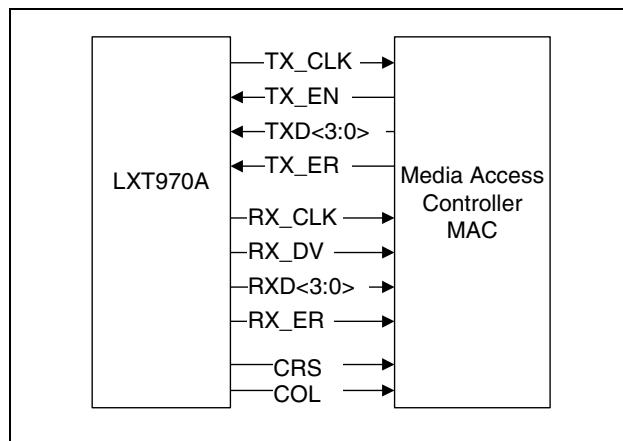 LXT970A
TX_CLK
TX_EN
TXD<3:0>
TX_ER
RX_CLK
RX_DV
RXD<3:0>
RX_ER
CRS
COL
Media Access
Controller
MAC